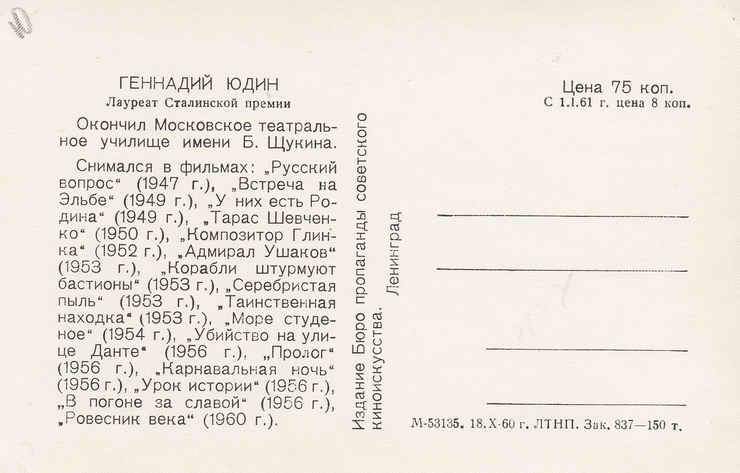 ГЕННАДИЙ ЮДИН
Лауреат Сталинской премии
Окончил Московское театраль-
ное училище имени Б. Щукина.
Снимался в фильмах: „Русский
вопрос“ (1947 г.), „Встреча на
Эльбе“ (1949 г.), „У них есть Ро-
дина“ (1949 г.), „Тарас Шевчен-
ко“ (1950 г.), „Композитор Глин-
ка“ (1952 г.), „Адмирал Ушаков“
(1953 г.), „Корабли штурмуют
бастионы“ (1953 г.), „Серебристая
пыль“ (1953 г.), „Таинственная
находка“ (1953 г.), „Море студе-
ное“ (1954 г.), „Убийство на ули-
це Данте“ (1956 г.), „Пролог“
(1956 г.), „Карнавальная ночь“
(1956 г.), „Урок истории“ (1956 г.),
„В погоне за славой“ (1956 г.),
„Ровесник века“ (1960 г.).
Издание Бюро пропаганды советского
киноискусства.
Ленинград
Цена 75 коп.
С 1.I.61 г. цена 8 коп.
М-53135. 18.X-60 г. ЛТНП. Зак. 837—150 т.